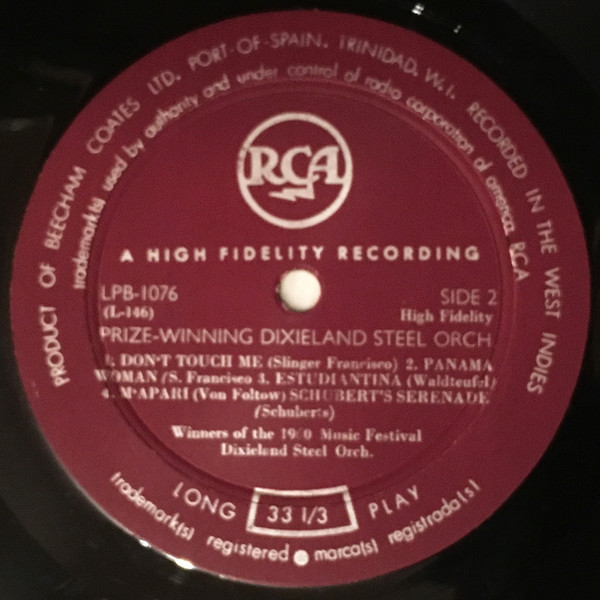 PRODUCT OF BEECHAM COATES LTD. PORT-OF-SPAIN. TRINIDAD. W.I. RECORDED IN THE WEST INDIES
trademark(s) used by authority and under control of radio corporation of america RCA
RCA
A HIGH FIDELITY RECORDING
LPB-1076 SIDE 2
(L-146) High Fidelity
PRIZE-WINNING DIXIELAND STEEL ORCH
1. DON'T TOUCH ME (Slinger Francisco) 2. PANAMA
WOMAN (S. Francisco 3. ESTUDIANTINA (Waldteufel)
4. M'APARI (Von Foltow) SCHUBERT'S SERENADE
(Schuberts)
Winners of the Music Festival
Dixieland Steel Orch.
LONG 33 1/3 PLAY
trademark(s) registered marca(s) registrada(s)